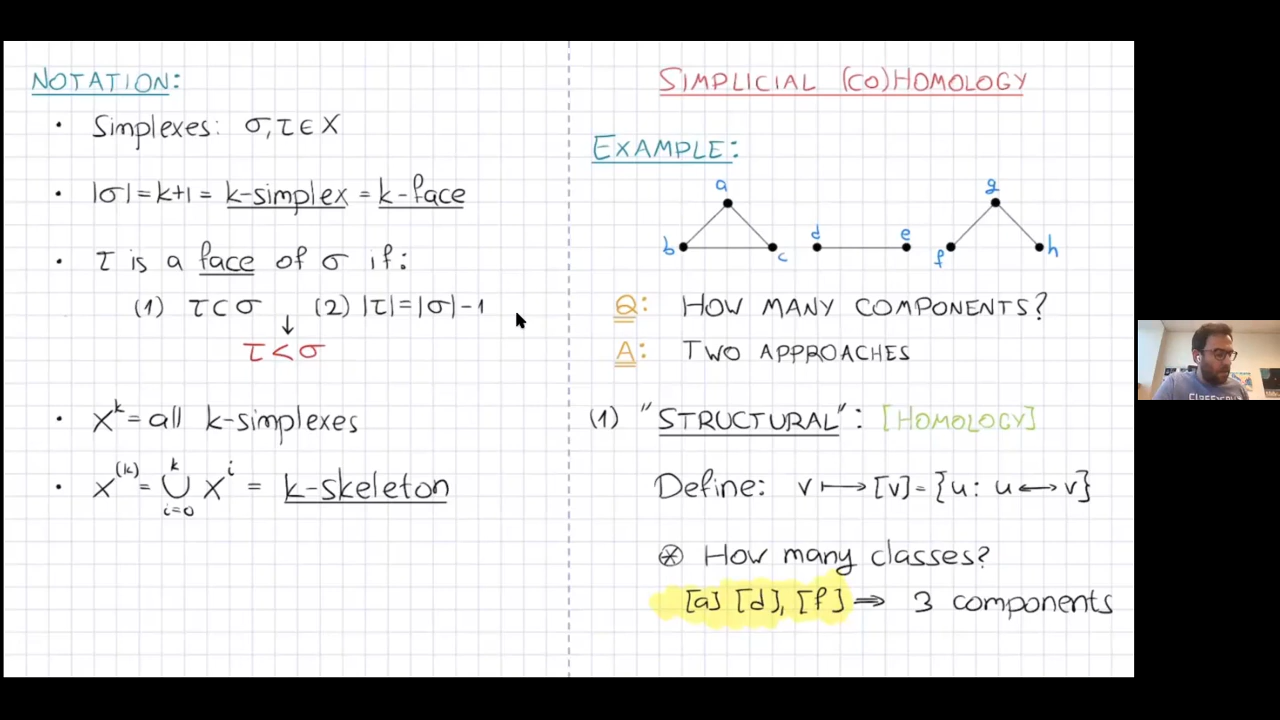 NOTATION:
• Simplexes: σ,τ ∈ X
• |σ|=k+1 = k-simplex = k-face
• τ is a face of σ if:
(1) τ⊂σ ↓ (2) |τ|=|σ|-1
τ<σ
• X^k = all k-simplexes
• X^(k) = ⋃_{i=0}^{k} X^i = k-skeleton
SIMPLICIAL (CO)HOMOLOGY
EXAMPLE:
a g
b c d e f h
Q: HOW MANY COMPONENTS?
A: TWO APPROACHES
(1) "STRUCTURAL": [HOMOLOGY]
Define: v ⟼ [v] = {u: u ⟷ v}
⊛ How many classes?
[a] [d], [f] ⇒ 3 components